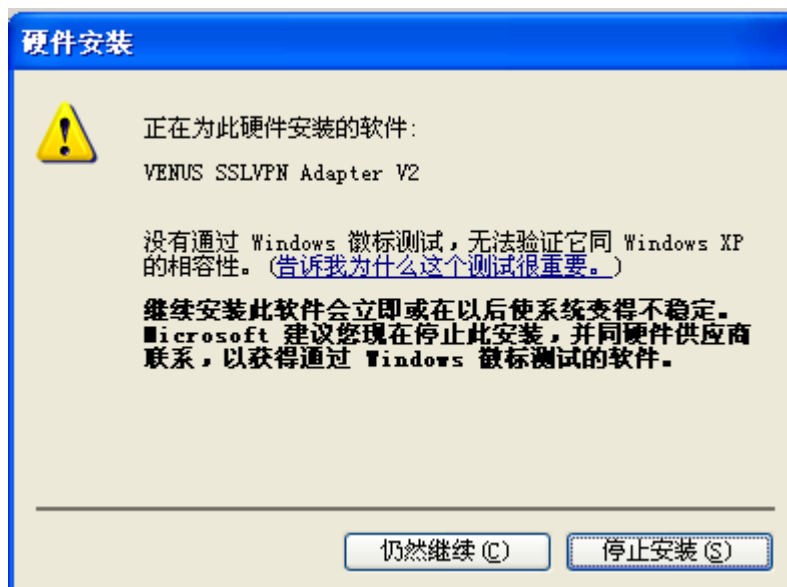 硬件安装
正在为此硬件安装的软件:
VENUS SSLVPN Adapter V2
没有通过 Windows 徽标测试，无法验证它同 Windows XP
的相容性。(告诉我为什么这个测试很重要。)
继续安装此软件会立即或在以后使系统变得不稳定。
Microsoft 建议您现在停止此安装，并同硬件供应商
联系，以获得通过 Windows 徽标测试的软件。
仍然继续(C)
停止安装(S)